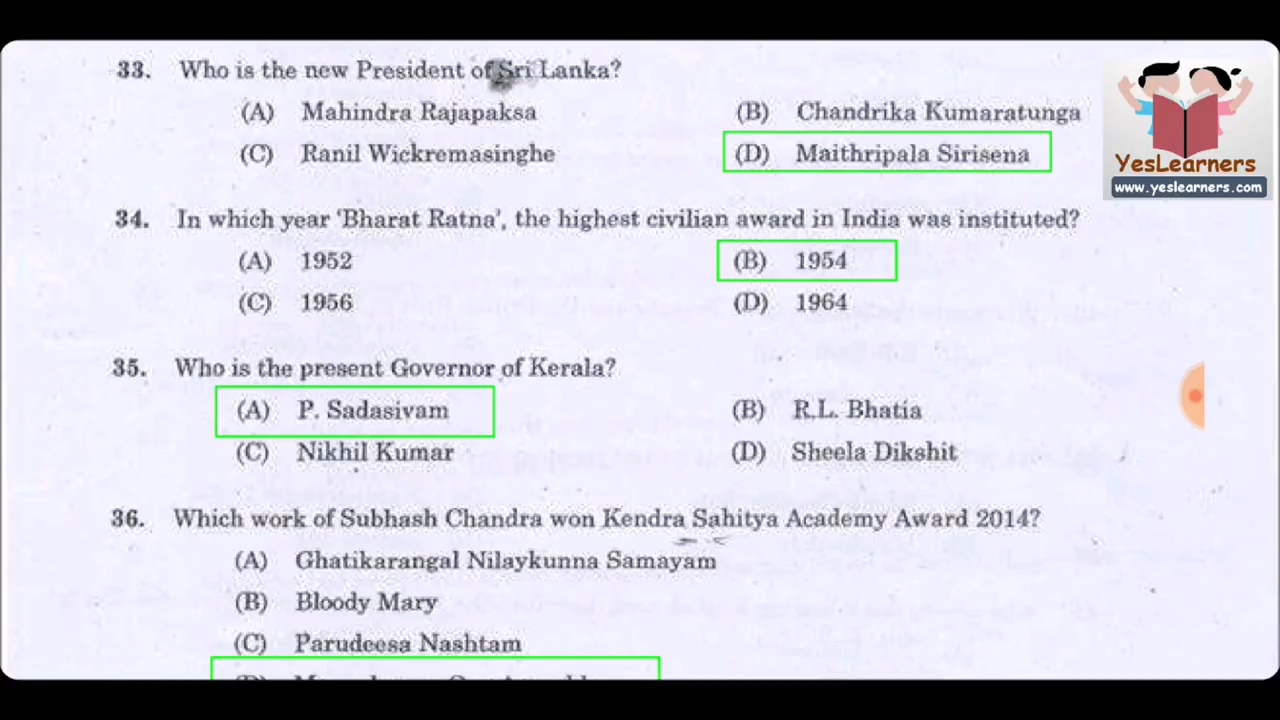 33. Who is the new President of Sri Lanka?
(A) Mahindra Rajapaksa (B) Chandrika Kumaratunga
(C) Ranil Wickremasinghe (D) Maithripala Sirisena
34. In which year 'Bharat Ratna', the highest civilian award in India was instituted?
(A) 1952 (B) 1954
(C) 1956 (D) 1964
35. Who is the present Governor of Kerala?
(A) P. Sadasivam (B) R.L. Bhatia
(C) Nikhil Kumar (D) Sheela Dikshit
36. Which work of Subhash Chandra won Kendra Sahitya Academy Award 2014?
(A) Ghatikarangal Nilaykunna Samayam
(B) Bloody Mary
(C) Parudeesa Nashtam
(D)
YesLearners
www.yeslearners.com